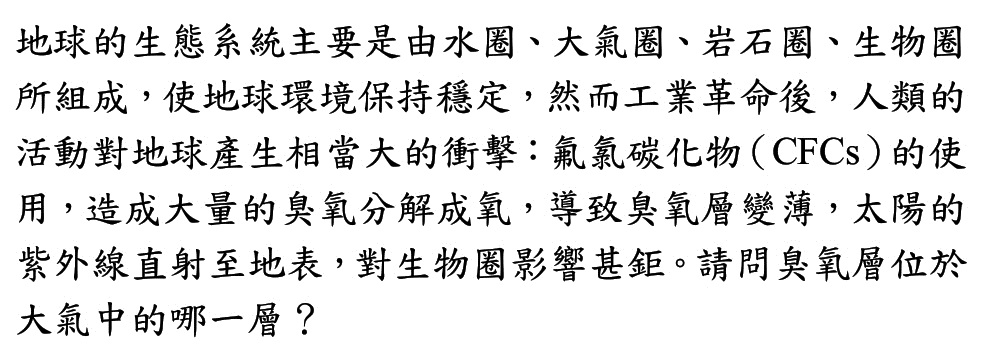 地球的生態系統主要是由水圈、大氣圈、岩石圈、生物圈
所組成，使地球環境保持穩定，然而工業革命後，人類的
活動對地球產生相當大的衝擊：氟氯碳化物（CFCs）的使
用，造成大量的臭氧分解成氧，導致臭氧層變薄，太陽的
紫外線直射至地表，對生物圈影響甚鉅。請問臭氧層位於
大氣中的哪一層？